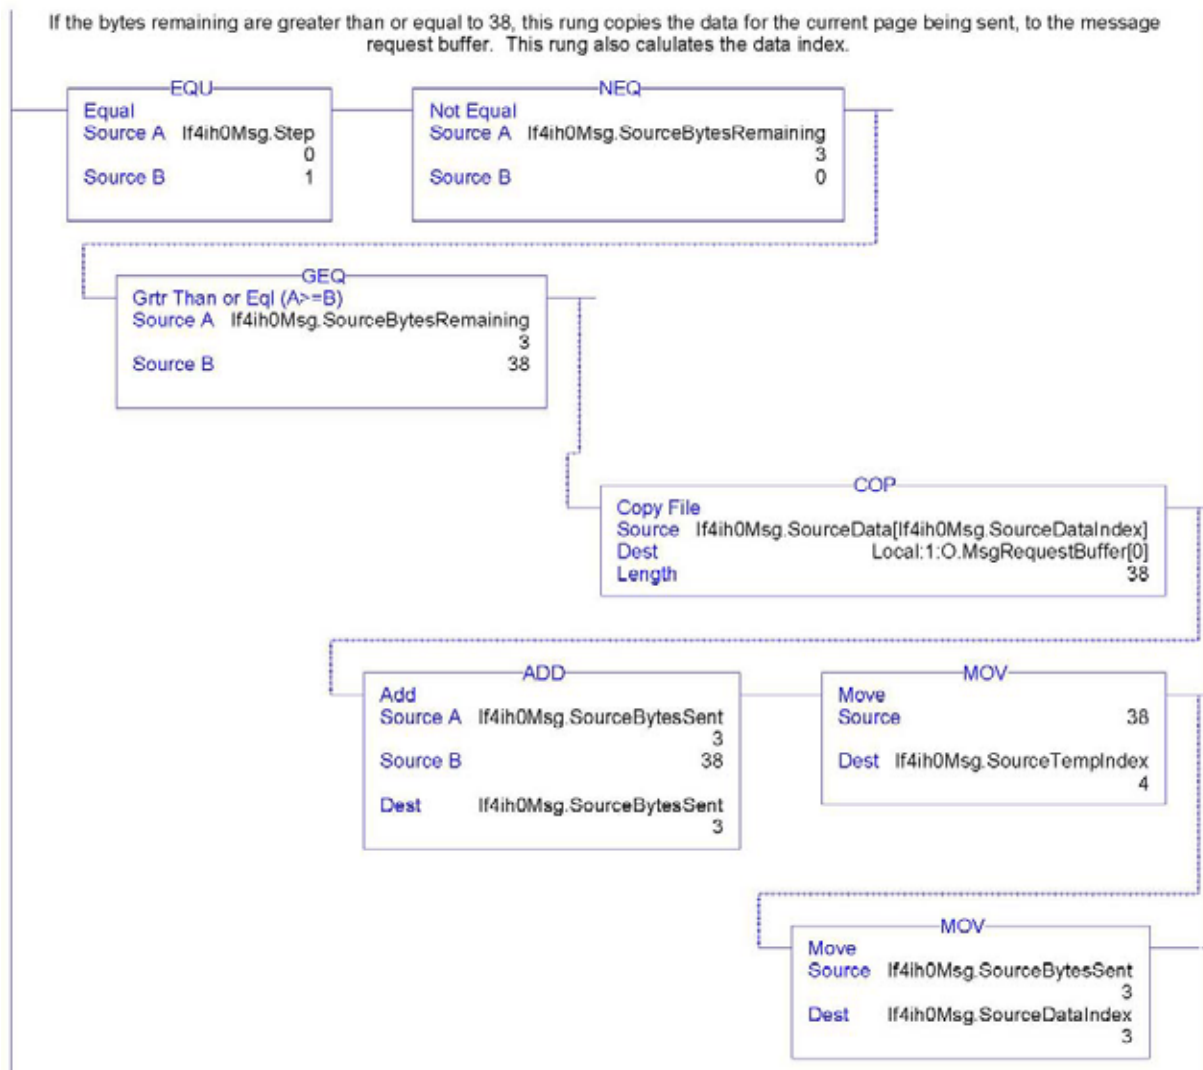 If the bytes remaining are greater than or equal to 38, this rung copies the data for the current page being sent, to the message
request buffer. This rung also calulates the data index.
EQU
Equal
Source A If4ih0Msg.Step
0
Source B 1
NEQ
Not Equal
Source A If4ih0Msg.SourceBytesRemaining
3
Source B 0
GEQ
Grtr Than or Eql (A>=B)
Source A If4ih0Msg.SourceBytesRemaining
3
Source B 38
COP
Copy File
Source If4ih0Msg.SourceData[If4ih0Msg.SourceDataIndex]
Dest Local:1:O.MsgRequestBuffer[0]
Length 38
ADD
Add
Source A If4ih0Msg.SourceBytesSent
3
Source B 38
Dest If4ih0Msg.SourceBytesSent
3
MOV
Move
Source 38
Dest If4ih0Msg.SourceTempIndex
4
MOV
Move
Source If4ih0Msg.SourceBytesSent
3
Dest If4ih0Msg.SourceDataIndex
3